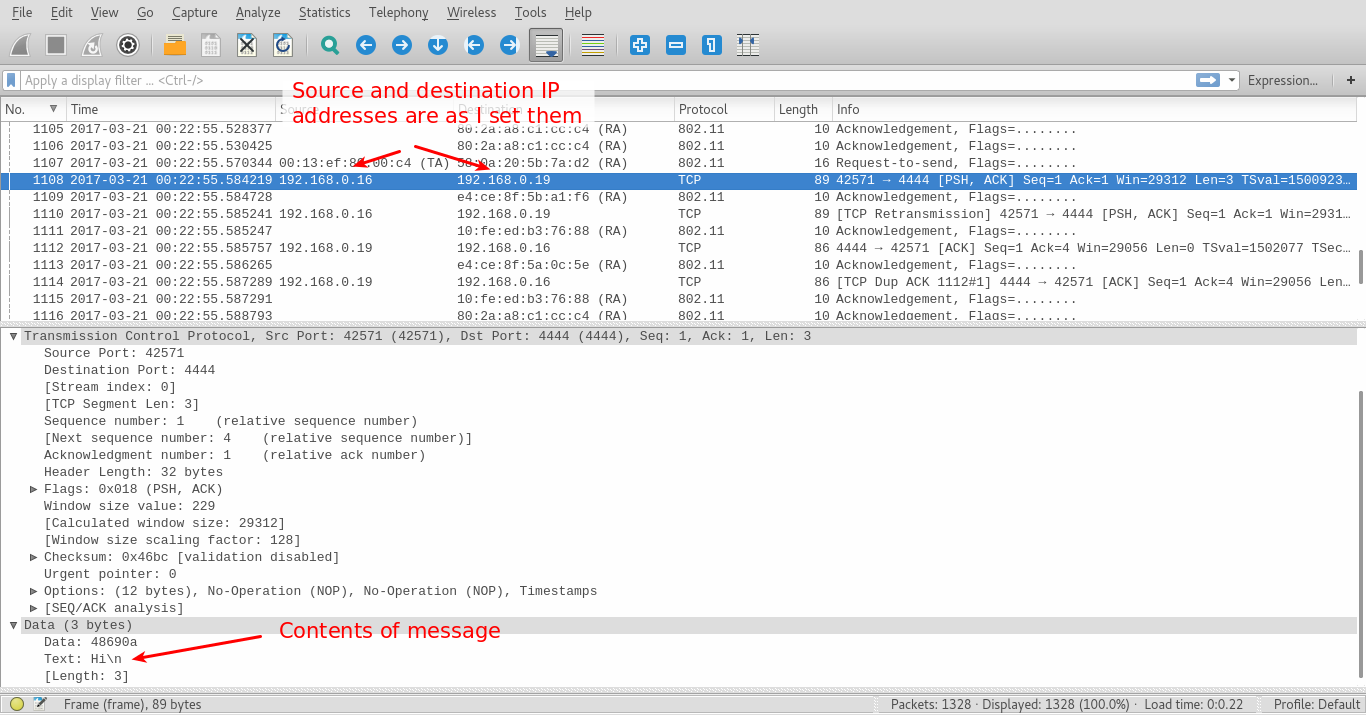 File Edit View Go Capture Analyze Statistics Telephony Wireless Tools Help
Apply a display filter ... <Ctrl-/> Expression... +
Source and destination IP
addresses are as I set them
No. Time Source Destination Protocol Length Info
1105 2017-03-21 00:22:55.528377 80:2a:a8:c1:cc:c4 (RA) 802.11 10 Acknowledgement, Flags=........
1106 2017-03-21 00:22:55.530425 80:2a:a8:c1:cc:c4 (RA) 802.11 10 Acknowledgement, Flags=........
1107 2017-03-21 00:22:55.570344 00:13:ef:80:00:c4 (TA) 58:0a:20:5b:7a:d2 (RA) 802.11 16 Request-to-send, Flags=........
1108 2017-03-21 00:22:55.584219 192.168.0.16 192.168.0.19 TCP 89 42571 → 4444 [PSH, ACK] Seq=1 Ack=1 Win=29312 Len=3 TSval=1500923…
1109 2017-03-21 00:22:55.584728 e4:ce:8f:5b:a1:f6 (RA) 802.11 10 Acknowledgement, Flags=........
1110 2017-03-21 00:22:55.585241 192.168.0.16 192.168.0.19 TCP 89 [TCP Retransmission] 42571 → 4444 [PSH, ACK] Seq=1 Ack=1 Win=2931…
1111 2017-03-21 00:22:55.585247 10:fe:ed:b3:76:88 (RA) 802.11 10 Acknowledgement, Flags=........
1112 2017-03-21 00:22:55.585757 192.168.0.19 192.168.0.16 TCP 86 4444 → 42571 [ACK] Seq=1 Ack=4 Win=29056 Len=0 TSval=1502077 TSec…
1113 2017-03-21 00:22:55.586265 e4:ce:8f:5a:0c:5e (RA) 802.11 10 Acknowledgement, Flags=........
1114 2017-03-21 00:22:55.587289 192.168.0.19 192.168.0.16 TCP 86 [TCP Dup ACK 1112#1] 4444 → 42571 [ACK] Seq=1 Ack=4 Win=29056 Len…
1115 2017-03-21 00:22:55.587291 10:fe:ed:b3:76:88 (RA) 802.11 10 Acknowledgement, Flags=........
1116 2017-03-21 00:22:55.588793 80:2a:a8:c1:cc:c4 (RA) 802.11 10 Acknowledgement, Flags=........
Transmission Control Protocol, Src Port: 42571 (42571), Dst Port: 4444 (4444), Seq: 1, Ack: 1, Len: 3
Source Port: 42571
Destination Port: 4444
[Stream index: 0]
[TCP Segment Len: 3]
Sequence number: 1 (relative sequence number)
[Next sequence number: 4 (relative sequence number)]
Acknowledgment number: 1 (relative ack number)
Header Length: 32 bytes
Flags: 0x018 (PSH, ACK)
Window size value: 229
[Calculated window size: 29312]
[Window size scaling factor: 128]
Checksum: 0x46bc [validation disabled]
Urgent pointer: 0
Options: (12 bytes), No-Operation (NOP), No-Operation (NOP), Timestamps
[SEQ/ACK analysis]
Data (3 bytes)
Contents of message
Data: 48690a
Text: Hi\n
[Length: 3]
Frame (frame), 89 bytes Packets: 1328 · Displayed: 1328 (100.0%) · Load time: 0:0.22 Profile: Default